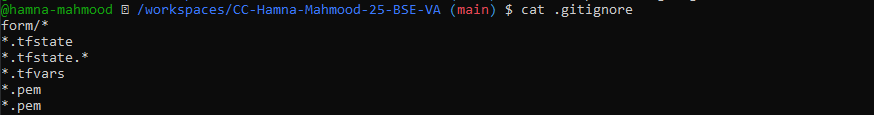 @hamna-mahmood /workspaces/CC-Hamna-Mahmood-25-BSE-VA (main) $ cat .gitignore
form/*
*.tfstate
*.tfstate.*
*.tfvars
*.pem
*.pem